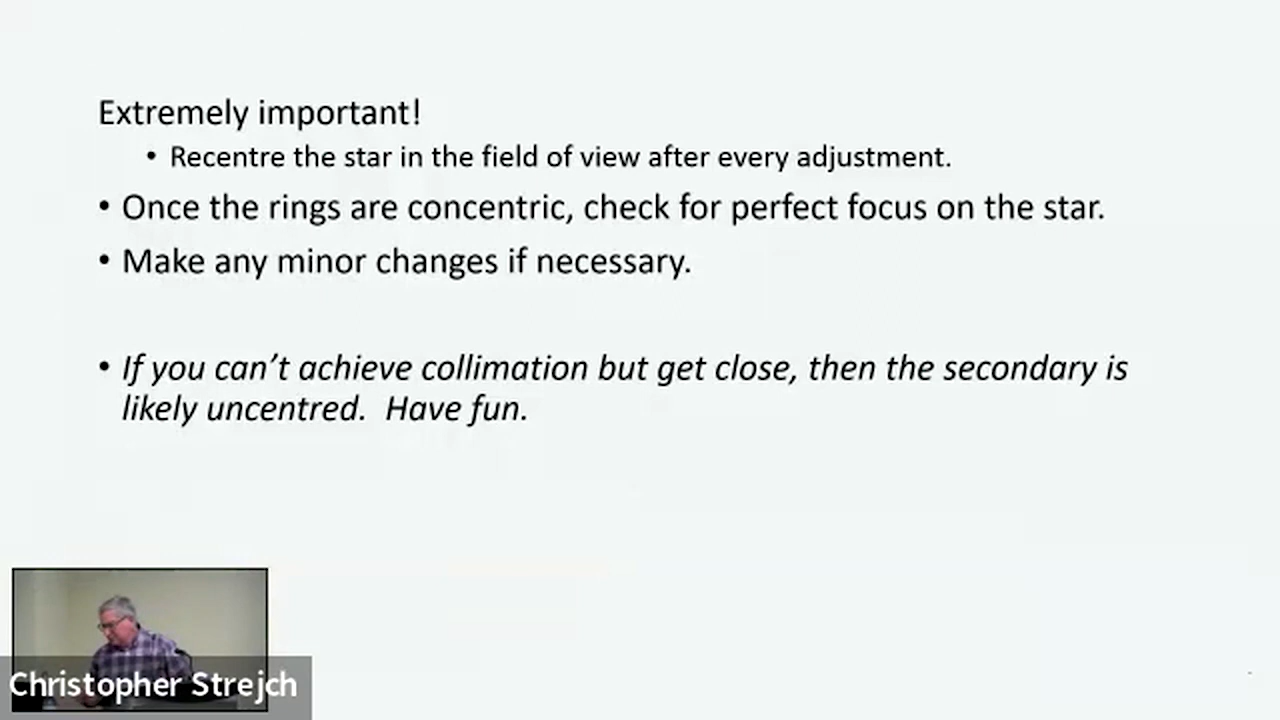 Extremely important!
• Recentre the star in the field of view after every adjustment.
• Once the rings are concentric, check for perfect focus on the star.
• Make any minor changes if necessary.
• If you can’t achieve collimation but get close, then the secondary is
likely uncentred.  Have fun.
Christopher Strejch